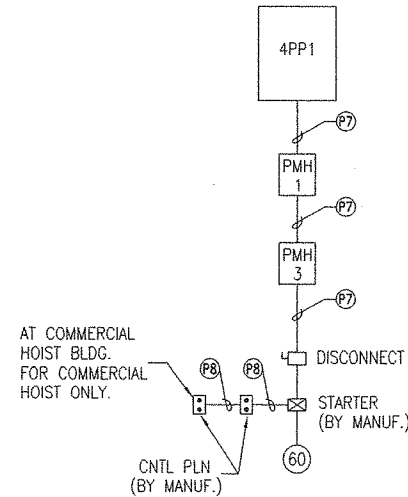 4PP1
P7
PMH
1
P7
PMH
3
P7
DISCONNECT
AT COMMERCIAL
HOIST BLDG.
FOR COMMERCIAL
HOIST ONLY.
P8
P8
STARTER
(BY MANUF.)
CNTL PLN
(BY MANUF.)
60